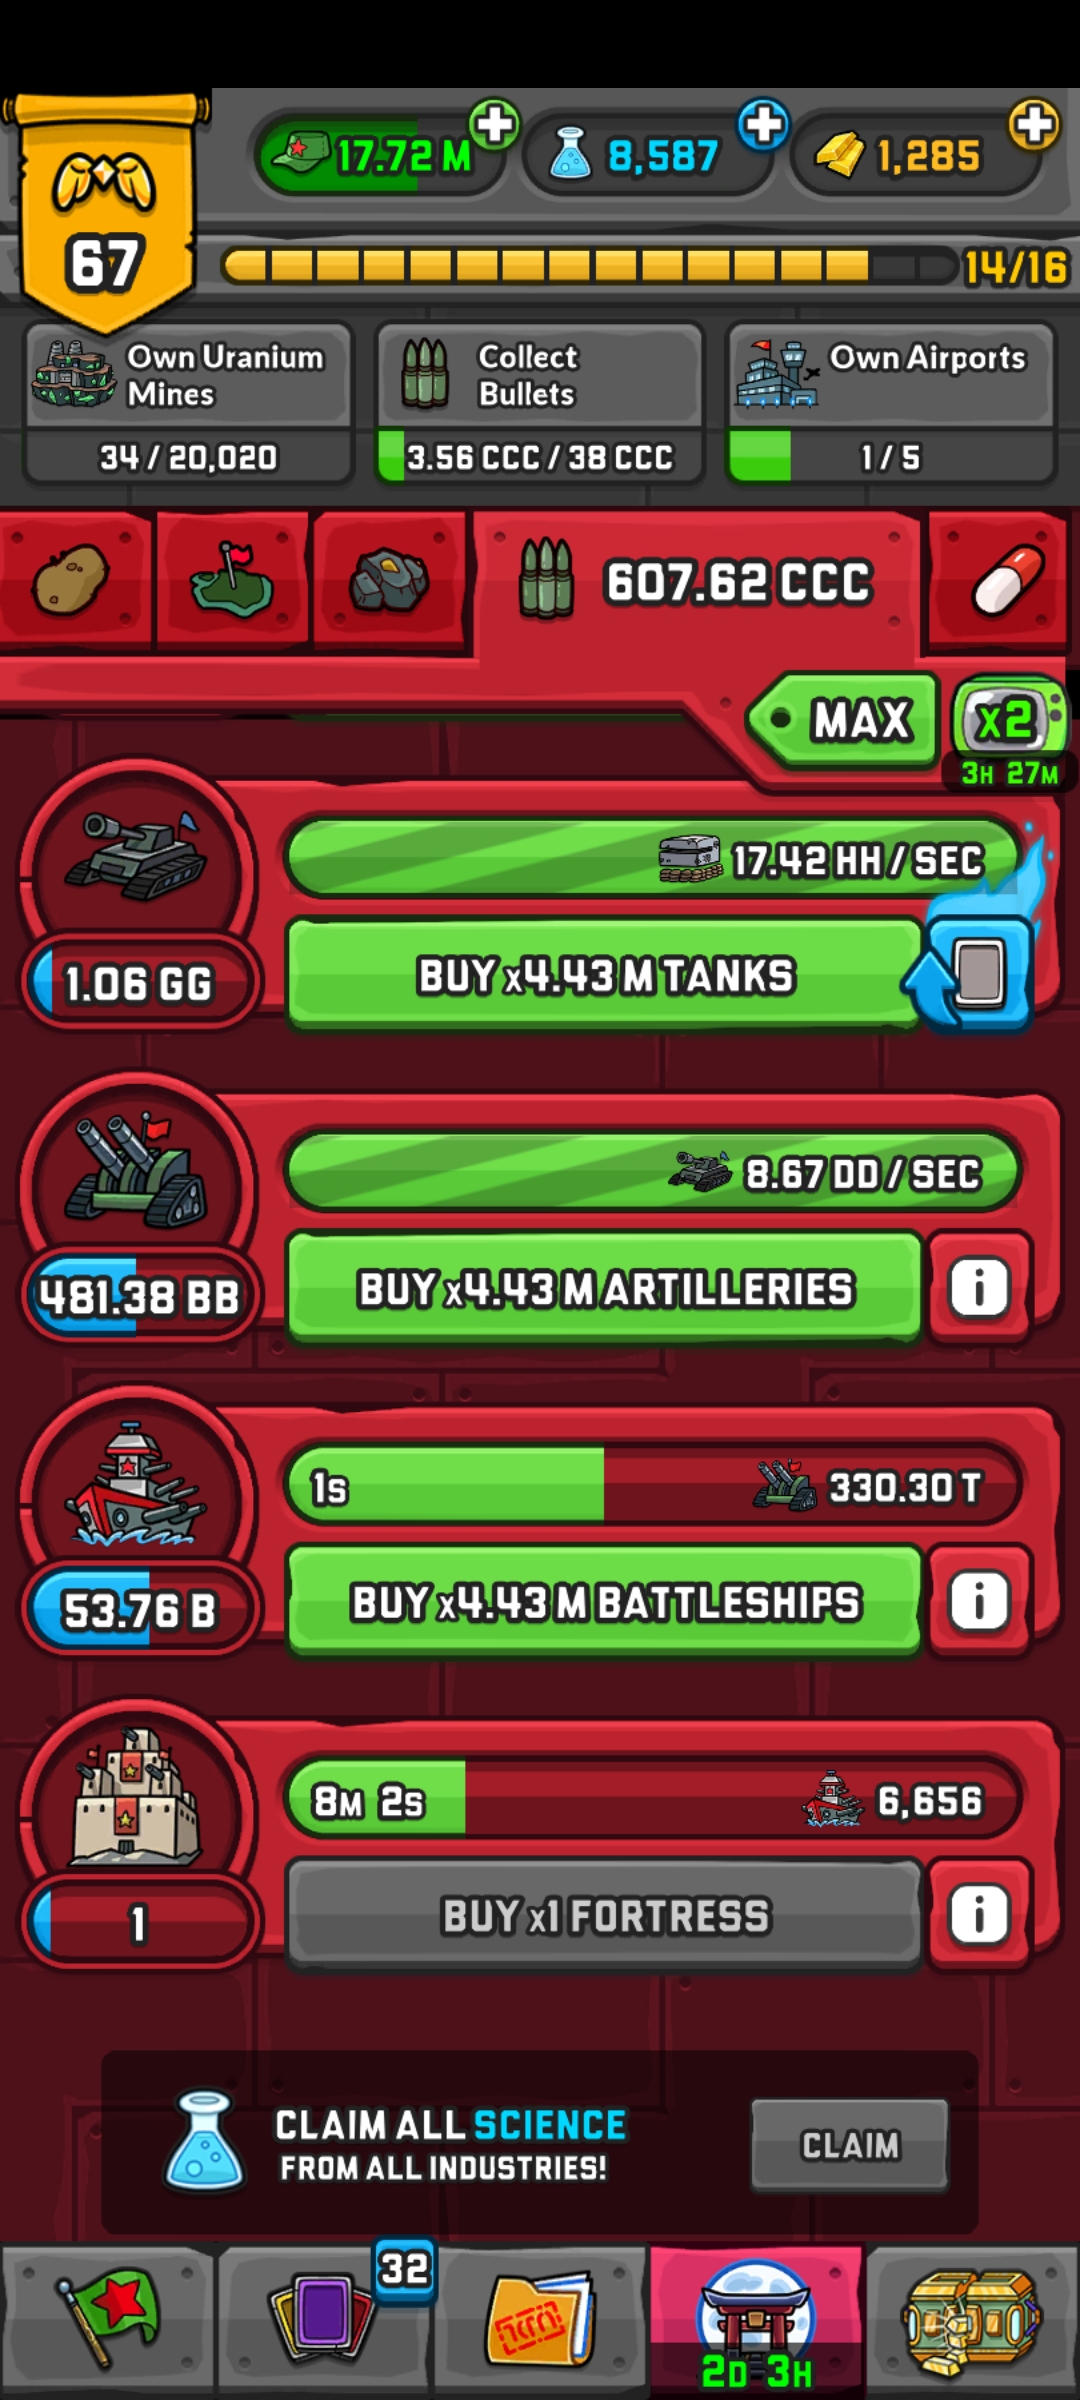 17.72 M
8,587
1,285
67
14/16
Own Uranium
Mines
34 / 20,020
Collect
Bullets
3.56 CCC / 38 CCC
Own Airports
1 / 5
607.62 CCC
MAX
x2
3H 27M
17.42 HH / SEC
BUY x4.43 M TANKS
1.06 GG
8.67 DD / SEC
BUY x4.43 M ARTILLERIES
481.38 BB
i
1s
330.30 T
BUY x4.43 M BATTLESHIPS
53.76 B
i
8M 2s
6,656
BUY x1 FORTRESS
1
i
CLAIM ALL SCIENCE
FROM ALL INDUSTRIES!
CLAIM
32
2D 3H